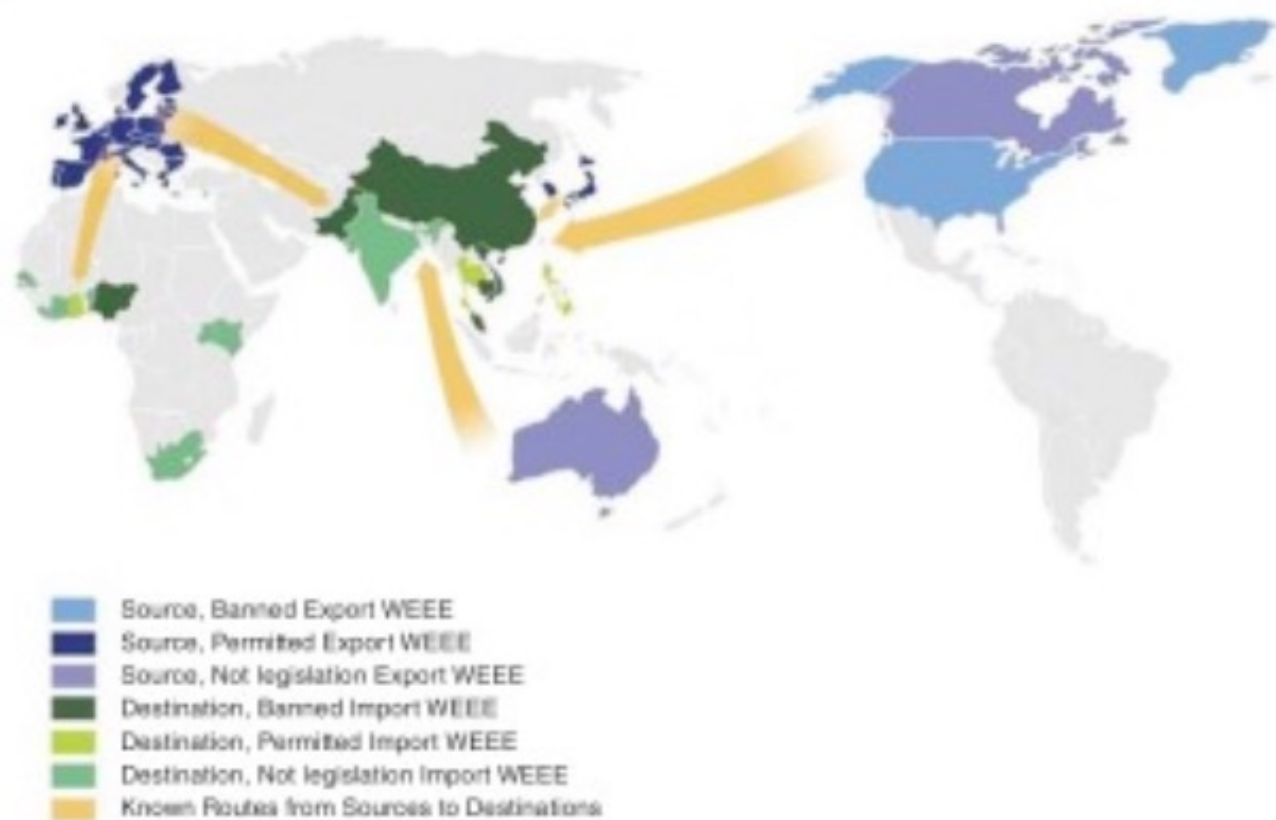 Source, Banned Export WEEE
Source, Permitted Export WEEE
Source, Not legislation Export WEEE
Destination, Banned Import WEEE
Destination, Permitted Import WEEE
Destination, Not legislation Import WEEE
Known Routes from Sources to Destinations